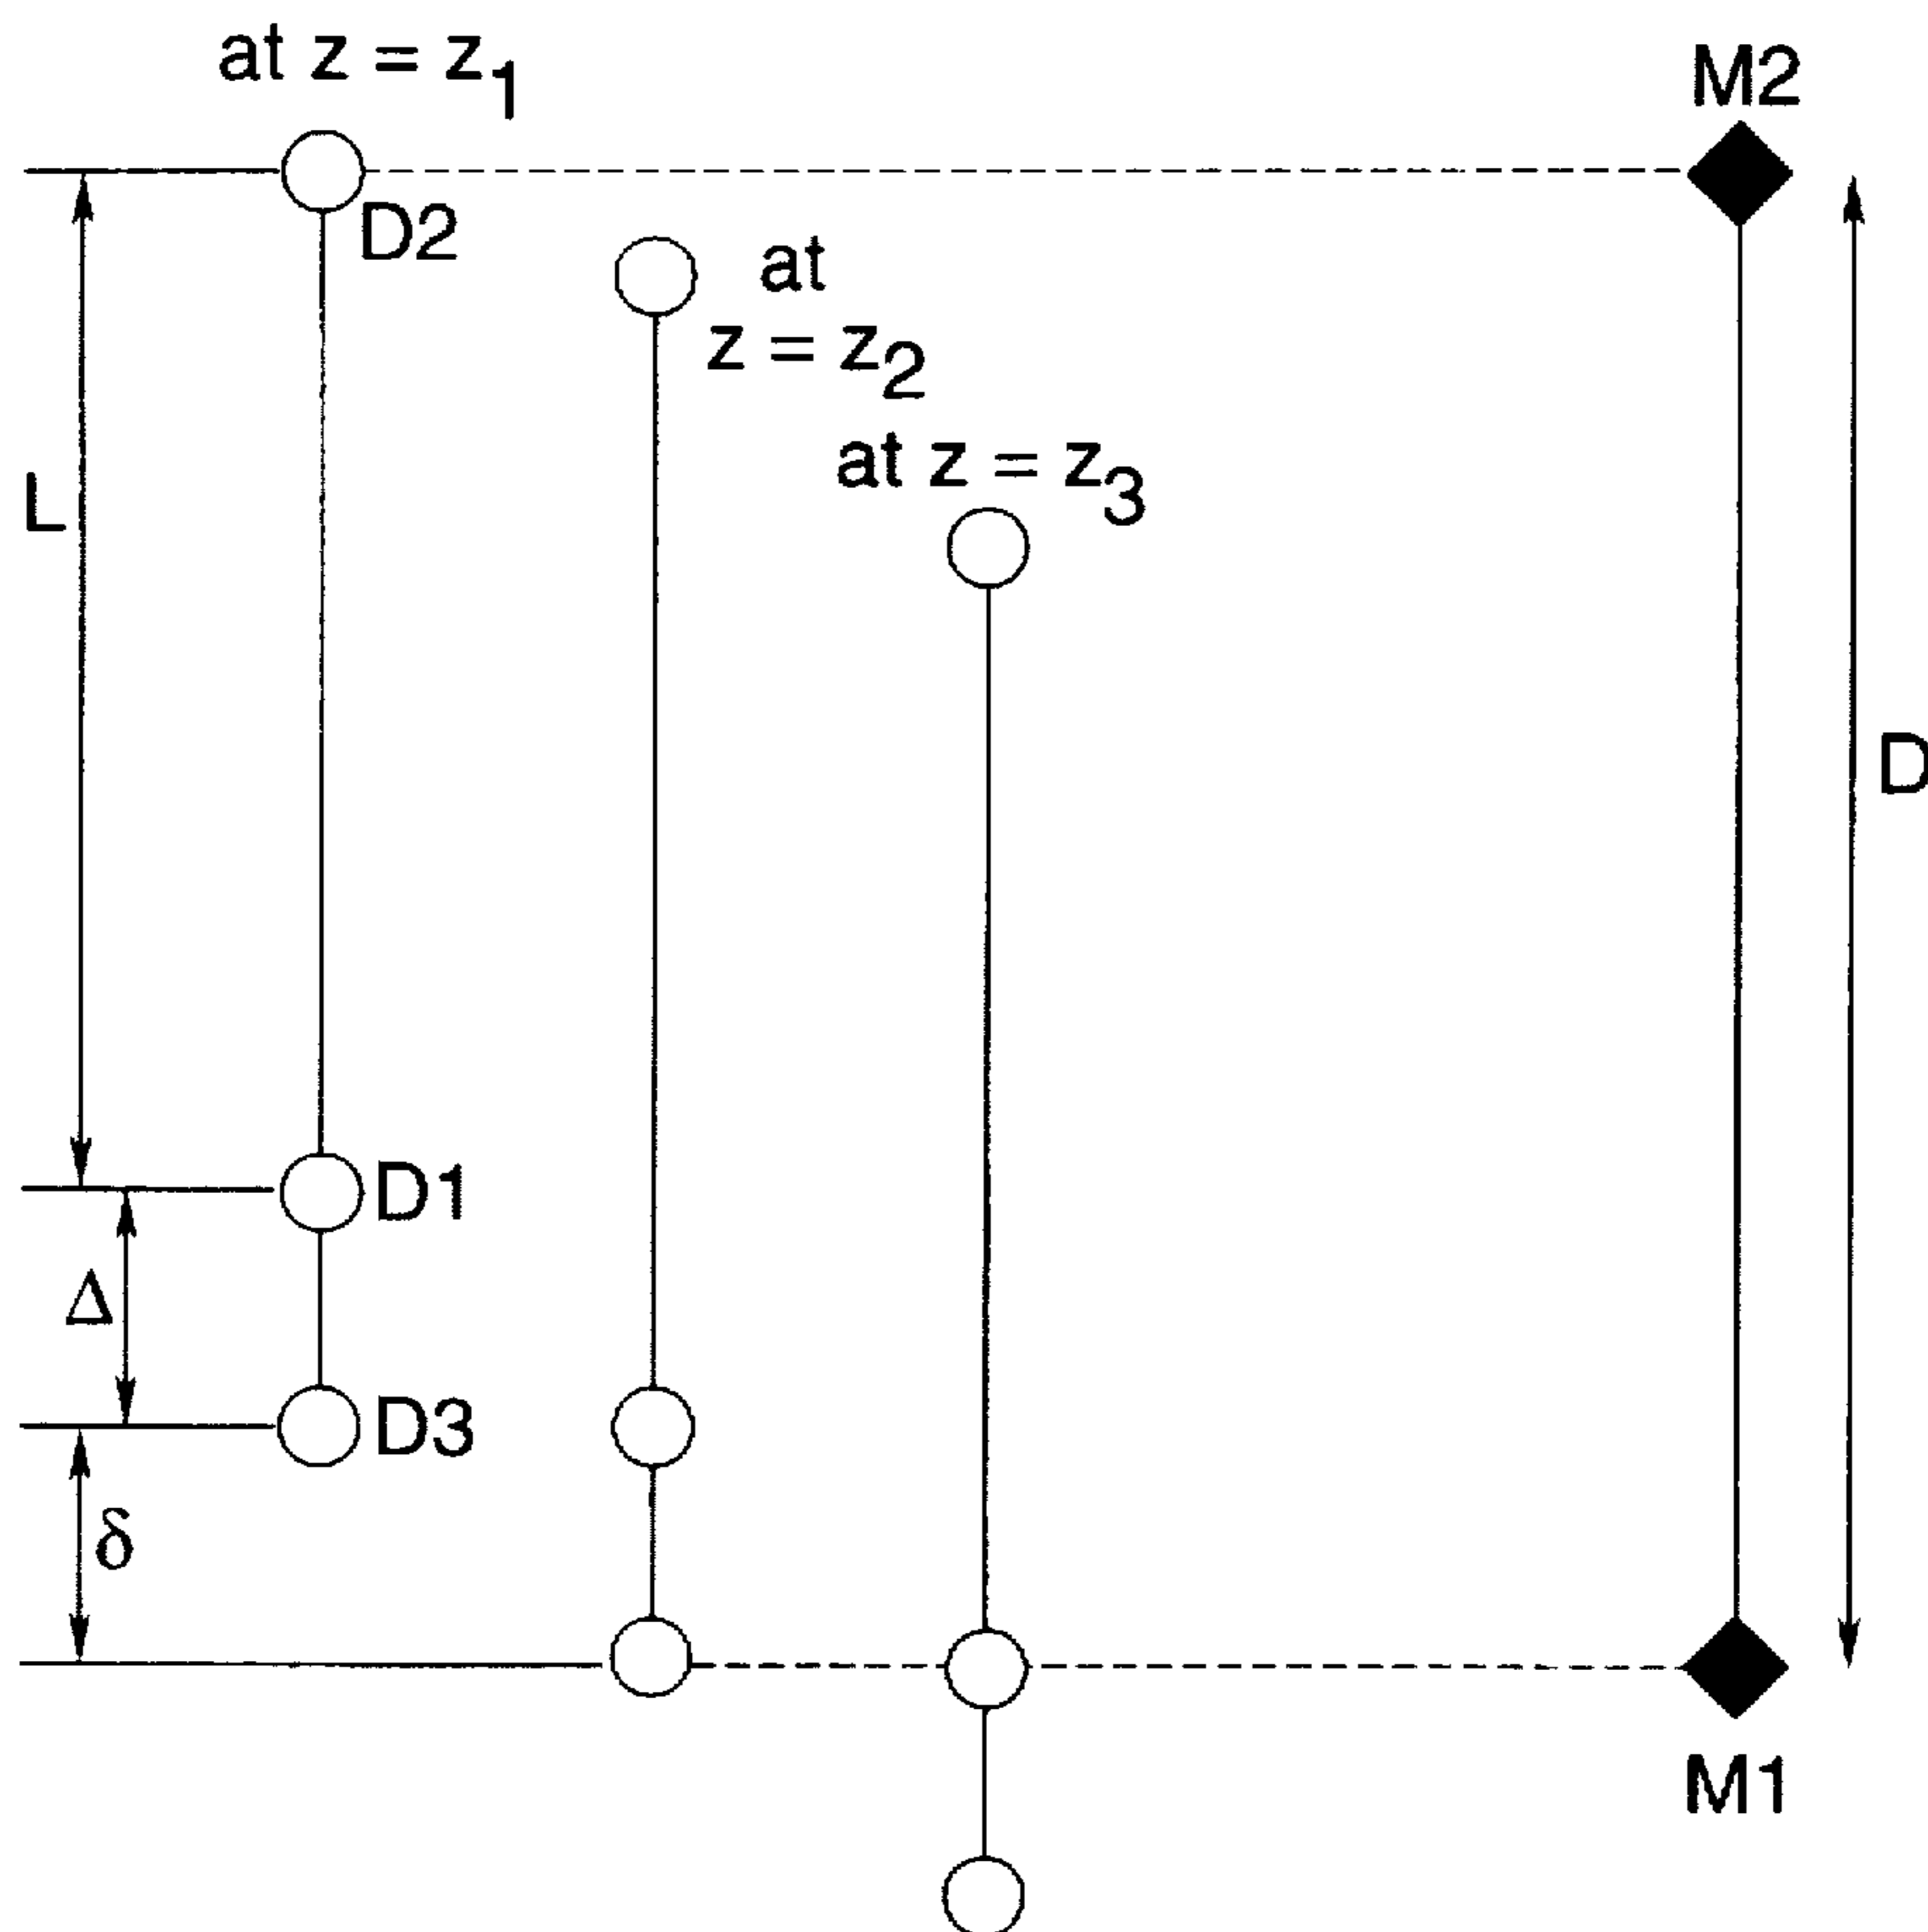 at z = z1
M2
D2
at
z = z2
at z = z3
L
D
D1
Δ
D3
δ
M1